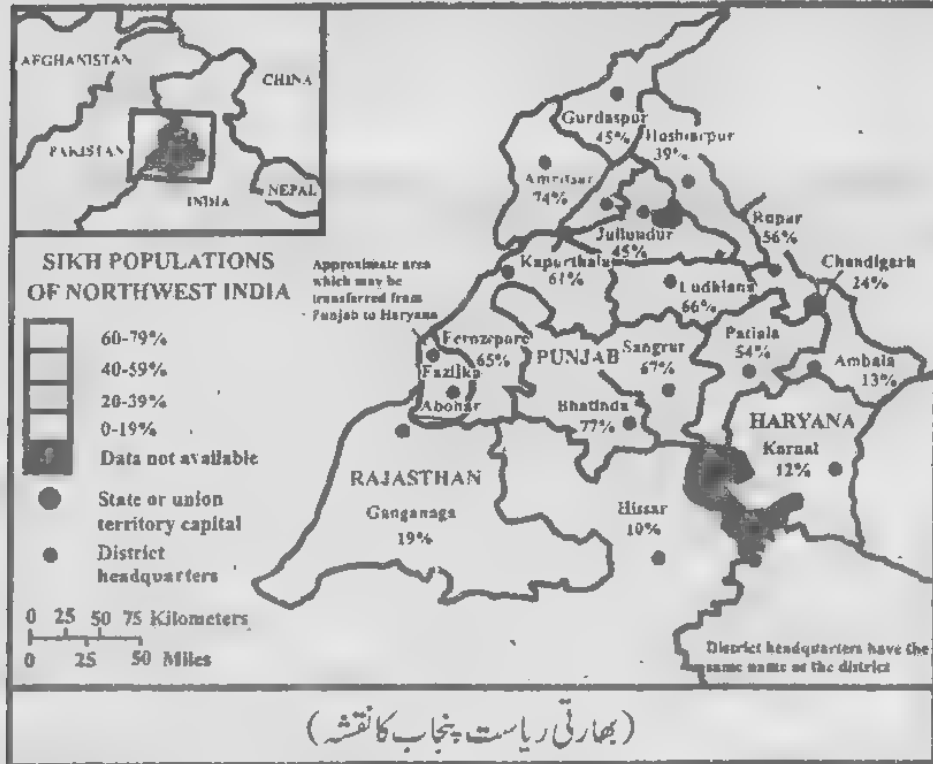 AFGHANISTAN
CHINA
PAKISTAN
NEPAL
INDIA
SIKH POPULATIONS
OF NORTHWEST INDIA
60-79%
40-59%
20-39%
0-19%
Data not available
State or union
territory capital
District
headquarters
0 25 50 75 Kilometers
0 25 50 Miles
Approximate area
which may be
transferred from
Punjab to Haryana
Gurdaspur
45%
Hoshiarpur
39%
Amritsar
74%
Jullundur
45%
Rupar
56%
Kapurthala
61%
Chandigarh
24%
Ludhiana
66%
Ferozepore
65%
PUNJAB
Sangrur
67%
Patiala
54%
Ambala
13%
Fazilka
Abohar
Bhatinda
77%
HARYANA
Karnal
12%
RAJASTHAN
Ganganaga
19%
Hissar
10%
District headquarters have the
same name as the district
(بھارتی ریاست پنجاب کا نقشہ)